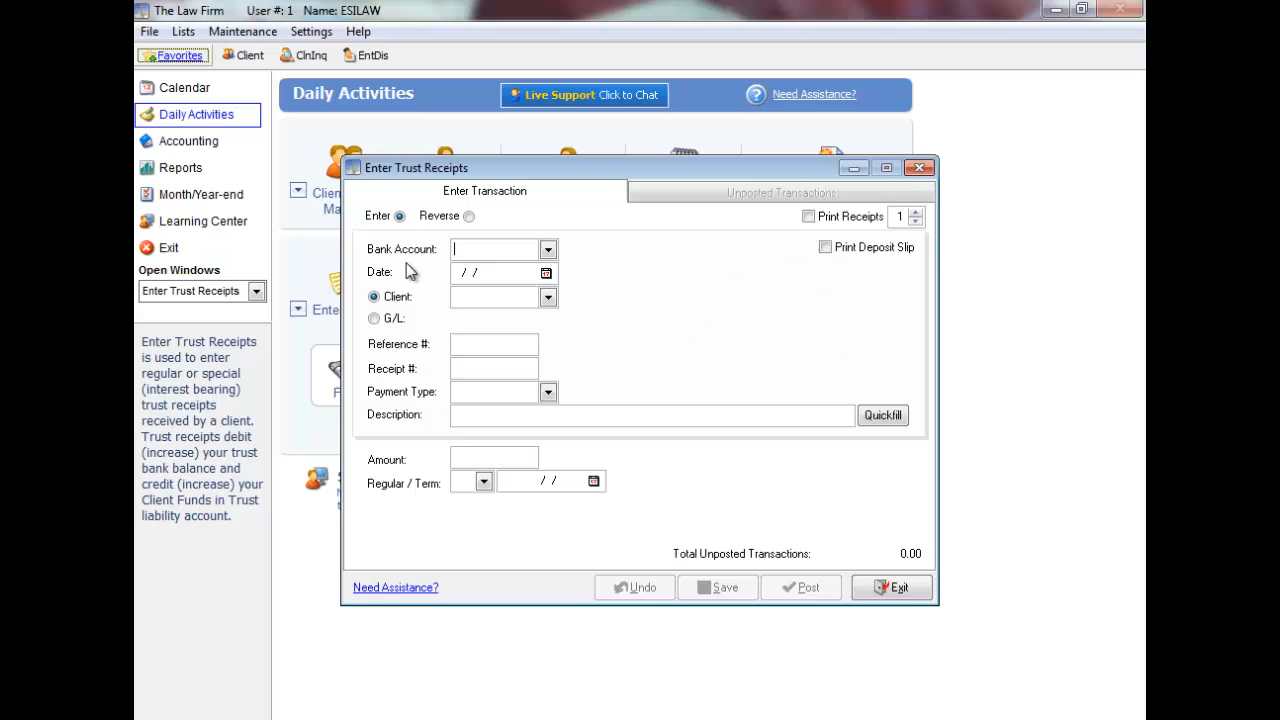 The Law Firm User #: 1 Name: ESILAW
File Lists Maintenance Settings Help
Favorites Client ClnInq EntDis
Calendar
Daily Activities
Accounting
Reports
Month/Year-end
Learning Center
Exit
Open Windows
Enter Trust Receipts
Enter Trust Receipts
is used to enter
regular or special
(interest bearing)
trust receipts
received by a client.
Trust receipts debit
(increase) your trust
bank balance and
credit (increase) your
Client Funds in Trust
liability account.
Daily Activities
Live Support Click to Chat
Need Assistance?
Enter Trust Receipts
Enter Transaction
Unposted Transactions
Enter Reverse
Print Receipts 1
Bank Account:
Print Deposit Slip
Date: / /
Client:
G/L:
Reference #:
Receipt #:
Payment Type:
Description:
Quickfill
Amount:
Regular / Term: / /
Total Unposted Transactions: 0.00
Need Assistance?
Undo
Save
Post
Exit